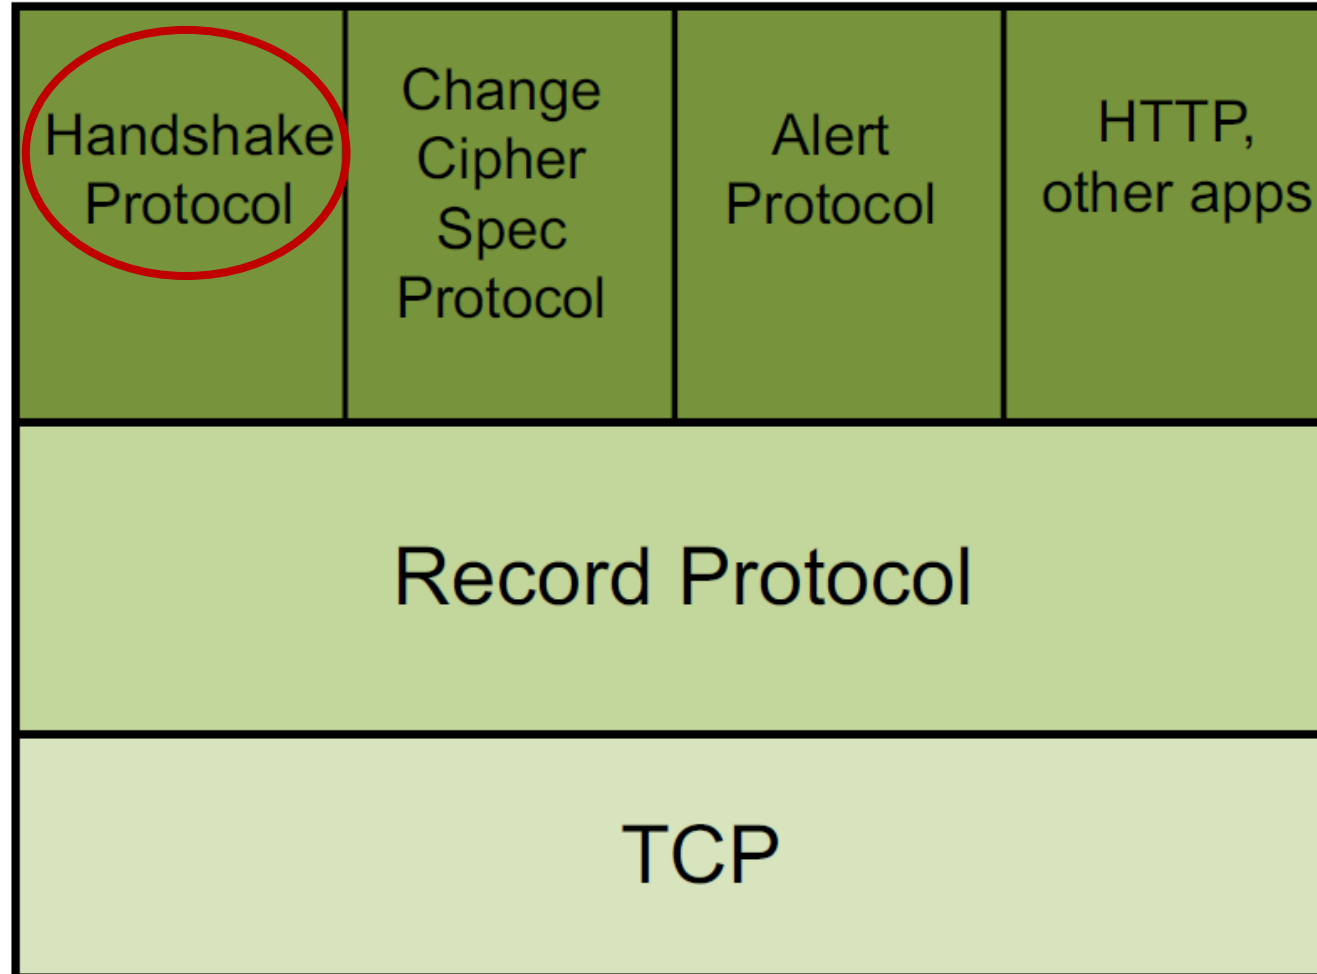 Handshake
Protocol
Change
Cipher
Spec
Protocol
Alert
Protocol
HTTP,
other apps
Record Protocol
TCP